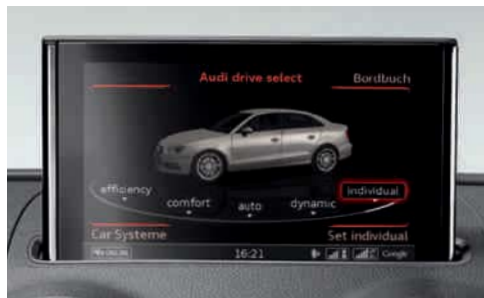 Audi drive select Bordbuch
efficiency comfort auto dynamic individual
Car Systeme Set individual
16:21 Google